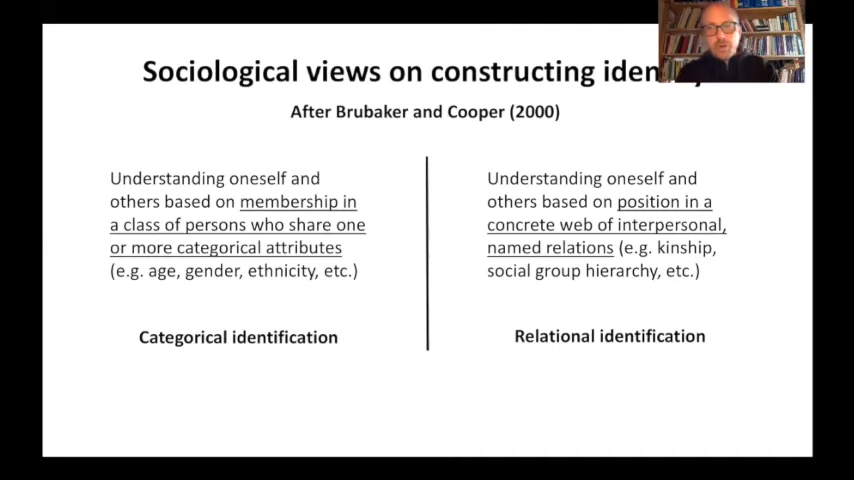 Sociological views on constructing iden
After Brubaker and Cooper (2000)
Understanding oneself and
others based on membership in
a class of persons who share one
or more categorical attributes
(e.g. age, gender, ethnicity, etc.)
Categorical identification
Understanding oneself and
others based on position in a
concrete web of interpersonal,
named relations (e.g. kinship,
social group hierarchy, etc.)
Relational identification